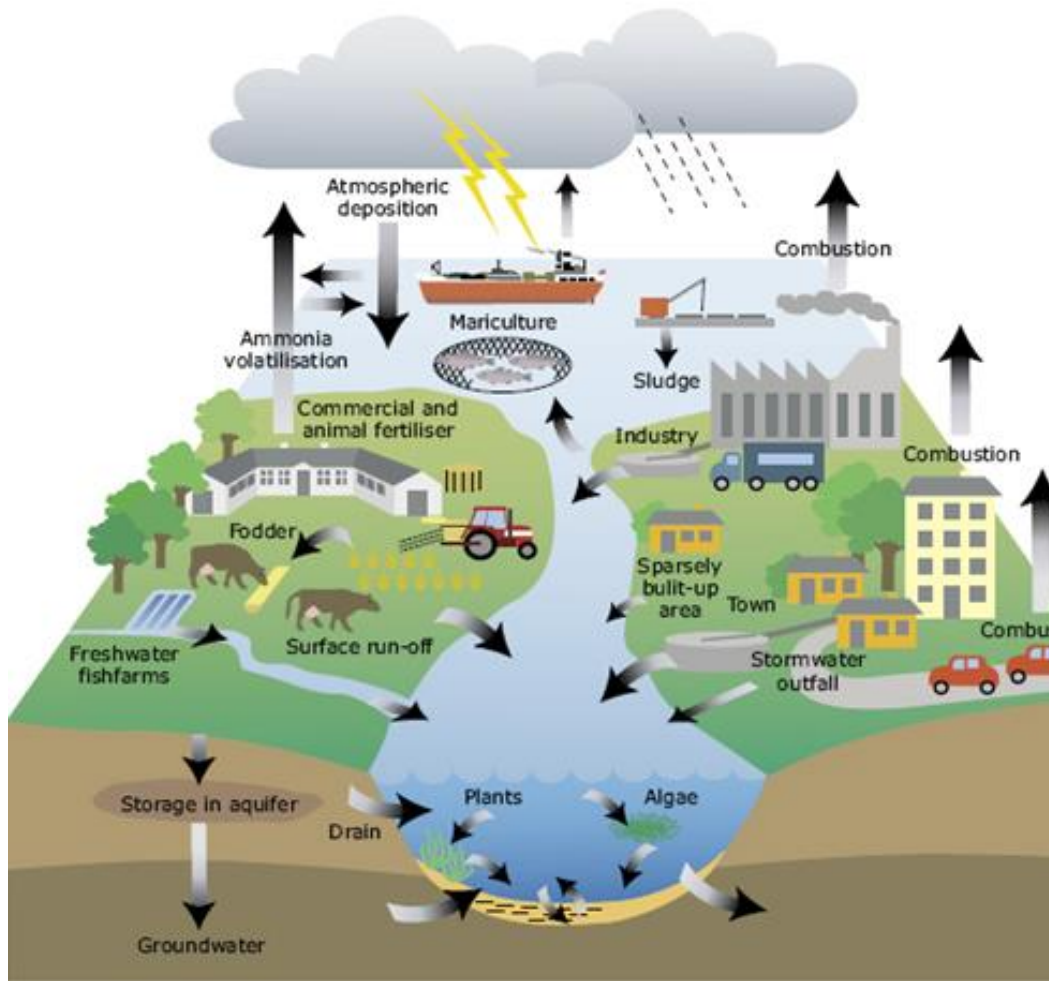 Atmospheric
deposition
Combustion
Mariculture
Ammonia
volatilisation
Sludge
Commercial and
animal fertiliser
Industry
Combustion
Fodder
Sparsely
bulit-up
area
Town
Surface run-off
Freshwater
fishfarms
Stormwater
outfall
Combu
Storage in aquifer
Plants
Algae
Drain
Groundwater